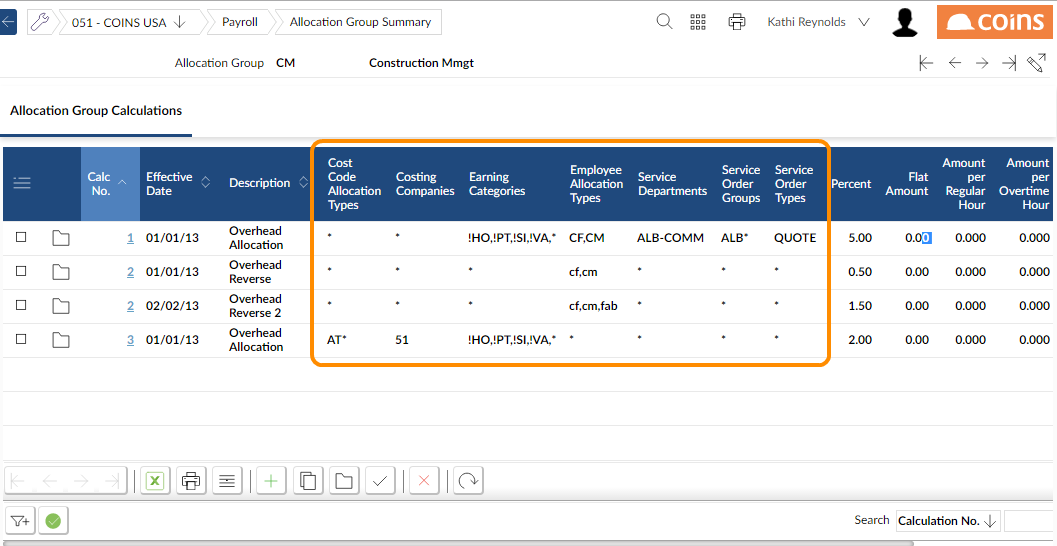 051 - COINS USA
Payroll
Allocation Group Summary
Kathi Reynolds
coins
Allocation Group CM Construction Mmgt
Allocation Group Calculations
Calc No.
Effective Date
Description
Cost Code Allocation Types
Costing Companies
Earning Categories
Employee Allocation Types
Service Departments
Service Order Groups
Service Order Types
Percent
Flat Amount
Amount per Regular Hour
Amount per Overtime Hour
1 01/01/13 Overhead Allocation * * !HO,!PT,!SI,!VA,* CF,CM ALB-COMM ALB* QUOTE 5.00 0.00 0.000 0.000
2 01/01/13 Overhead Reverse * * * cf,cm * * * 0.50 0.00 0.000 0.000
2 02/02/13 Overhead Reverse 2 * * * cf,cm,fab * * * 1.50 0.00 0.000 0.000
3 01/01/13 Overhead Allocation AT* 51 !HO,!PT,!SI,!VA,* * * * * 2.00 0.00 0.000 0.000
Search Calculation No.